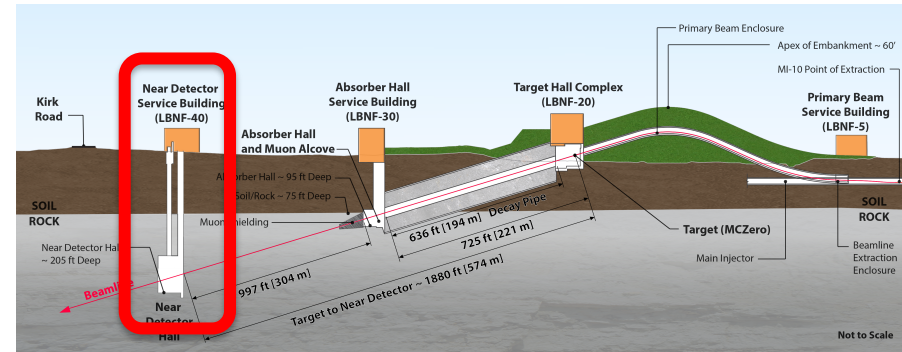 Primary Beam Enclosure
Apex of Embankment ~ 60'
MI-10 Point of Extraction
Near Detector
Service Building
(LBNF-40)
Absorber Hall
Service Building
(LBNF-30)
Target Hall Complex
(LBNF-20)
Primary Beam
Service Building
(LBNF-5)
Kirk
Road
Absorber Hall
and Muon Alcove
Absorber Hall ~ 95 ft Deep
Soil/Rock ~ 75 ft Deep
Muon Shielding
SOIL
ROCK
SOIL
ROCK
636 ft [194 m] Decay Pipe
725 ft [221 m]
Target (MCZero)
Main Injector
Beamline
Extraction
Enclosure
Near Detector Hall
~ 205 ft Deep
Beamline
997 ft [304 m]
Target to Near Detector ~ 1880 ft [574 m]
Near
Detector
Hall
Not to Scale